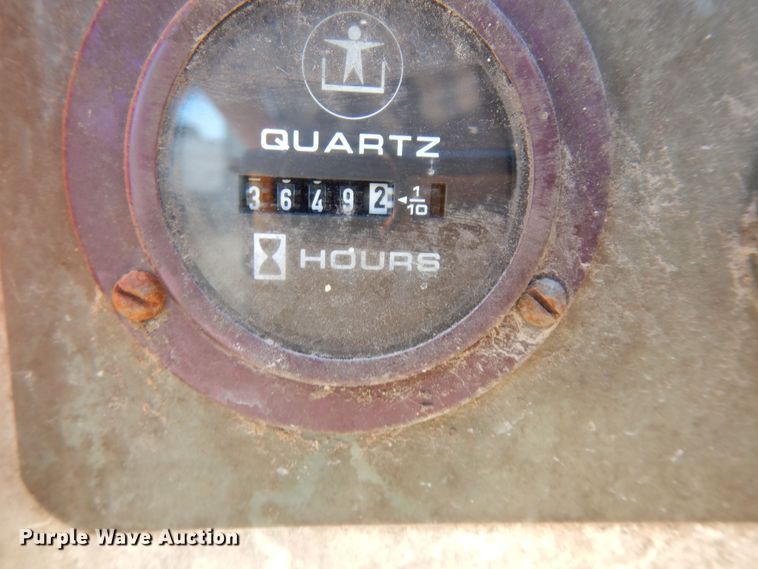 QUARTZ
36492 ◄1/10
HOURS
Purple Wave Auction